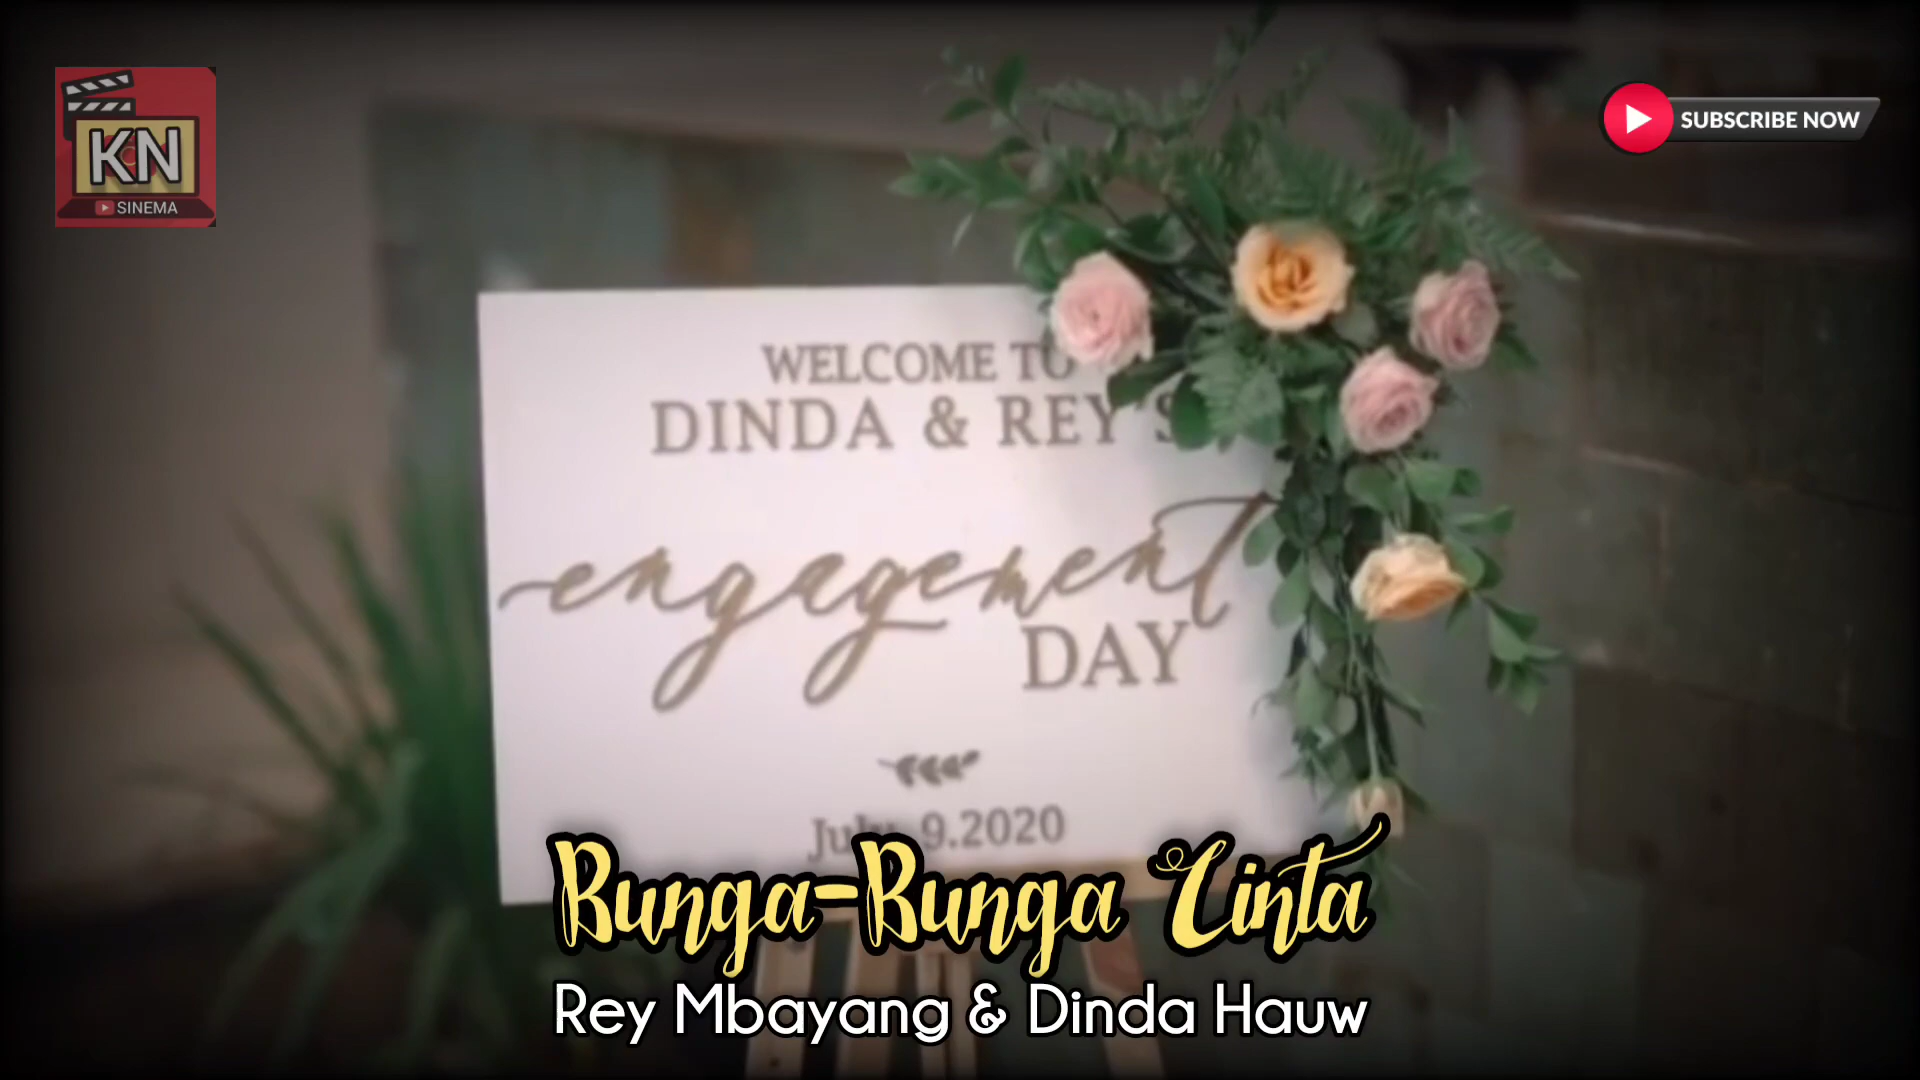 KN
SINEMA
SUBSCRIBE NOW
WELCOME TO
DINDA & REY'S
engagement
DAY
July 9.2020
Bunga-Bunga Cinta
Rey Mbayang & Dinda Hauw